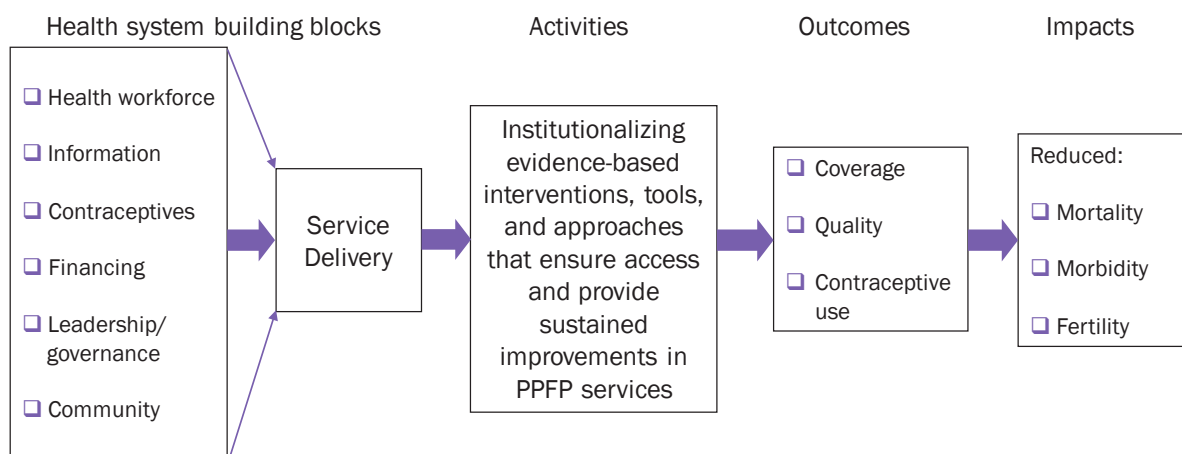 Health system building blocks
Activities
Outcomes
Impacts
Health workforce
Information
Contraceptives
Financing
Leadership/
governance
Community
Service
Delivery
Institutionalizing
evidence-based
interventions, tools,
and approaches
that ensure access
and provide
sustained
improvements in
PPFP services
Coverage
Quality
Contraceptive
use
Reduced:
Mortality
Morbidity
Fertility